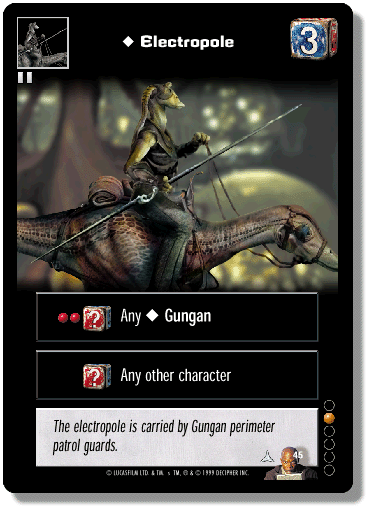 ◆ Electropole
3
? Any ◆ Gungan
? Any other character
The electropole is carried by Gungan perimeter
patrol guards.
45
© LUCASFILM LTD. & TM. ® TM, ® & © 1999 DECIPHER INC.